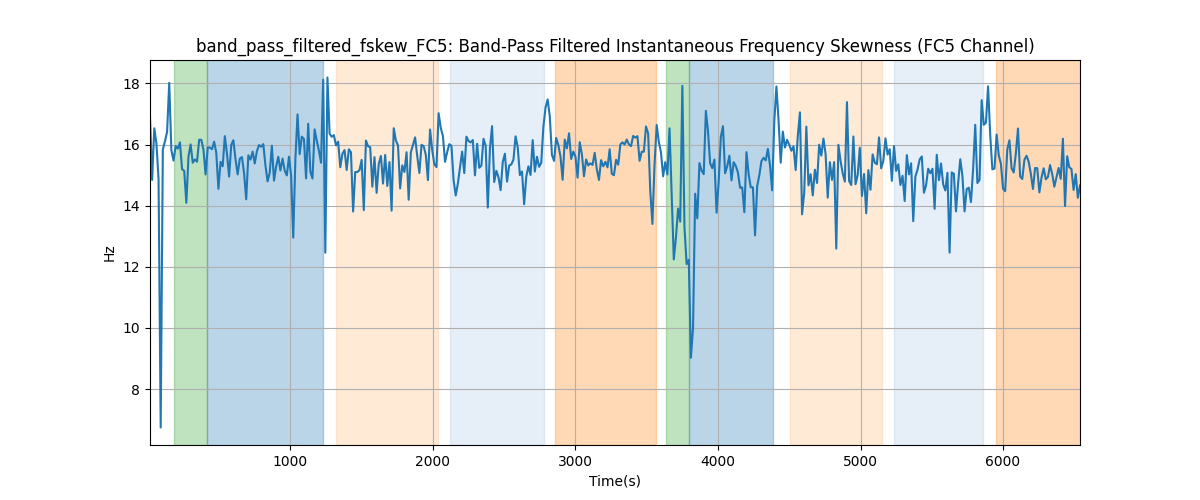 band_pass_filtered_fskew_FC5: Band-Pass Filtered Instantaneous Frequency Skewness (FC5 Channel)
18
16
14
12
10
8
Hz
1000 2000 3000 4000 5000 6000
Time(s)